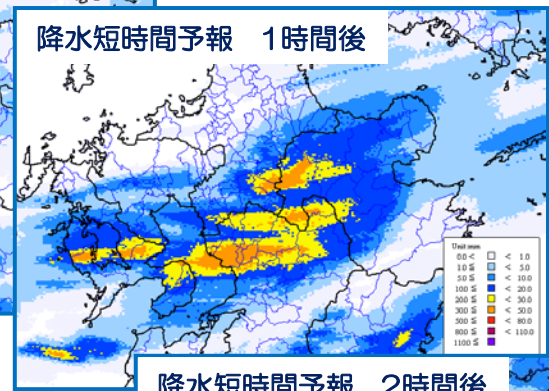 降水短時間予報　1時間後
Unit mm
0.0 < < 1.0
1.0 ≦ < 5.0
5.0 ≦ < 10.0
10.0 ≦ < 20.0
20.0 ≦ < 30.0
30.0 ≦ < 50.0
50.0 ≦ < 80.0
80.0 ≦ < 110.0
110.0 ≦
降水短時間予報　2時間後